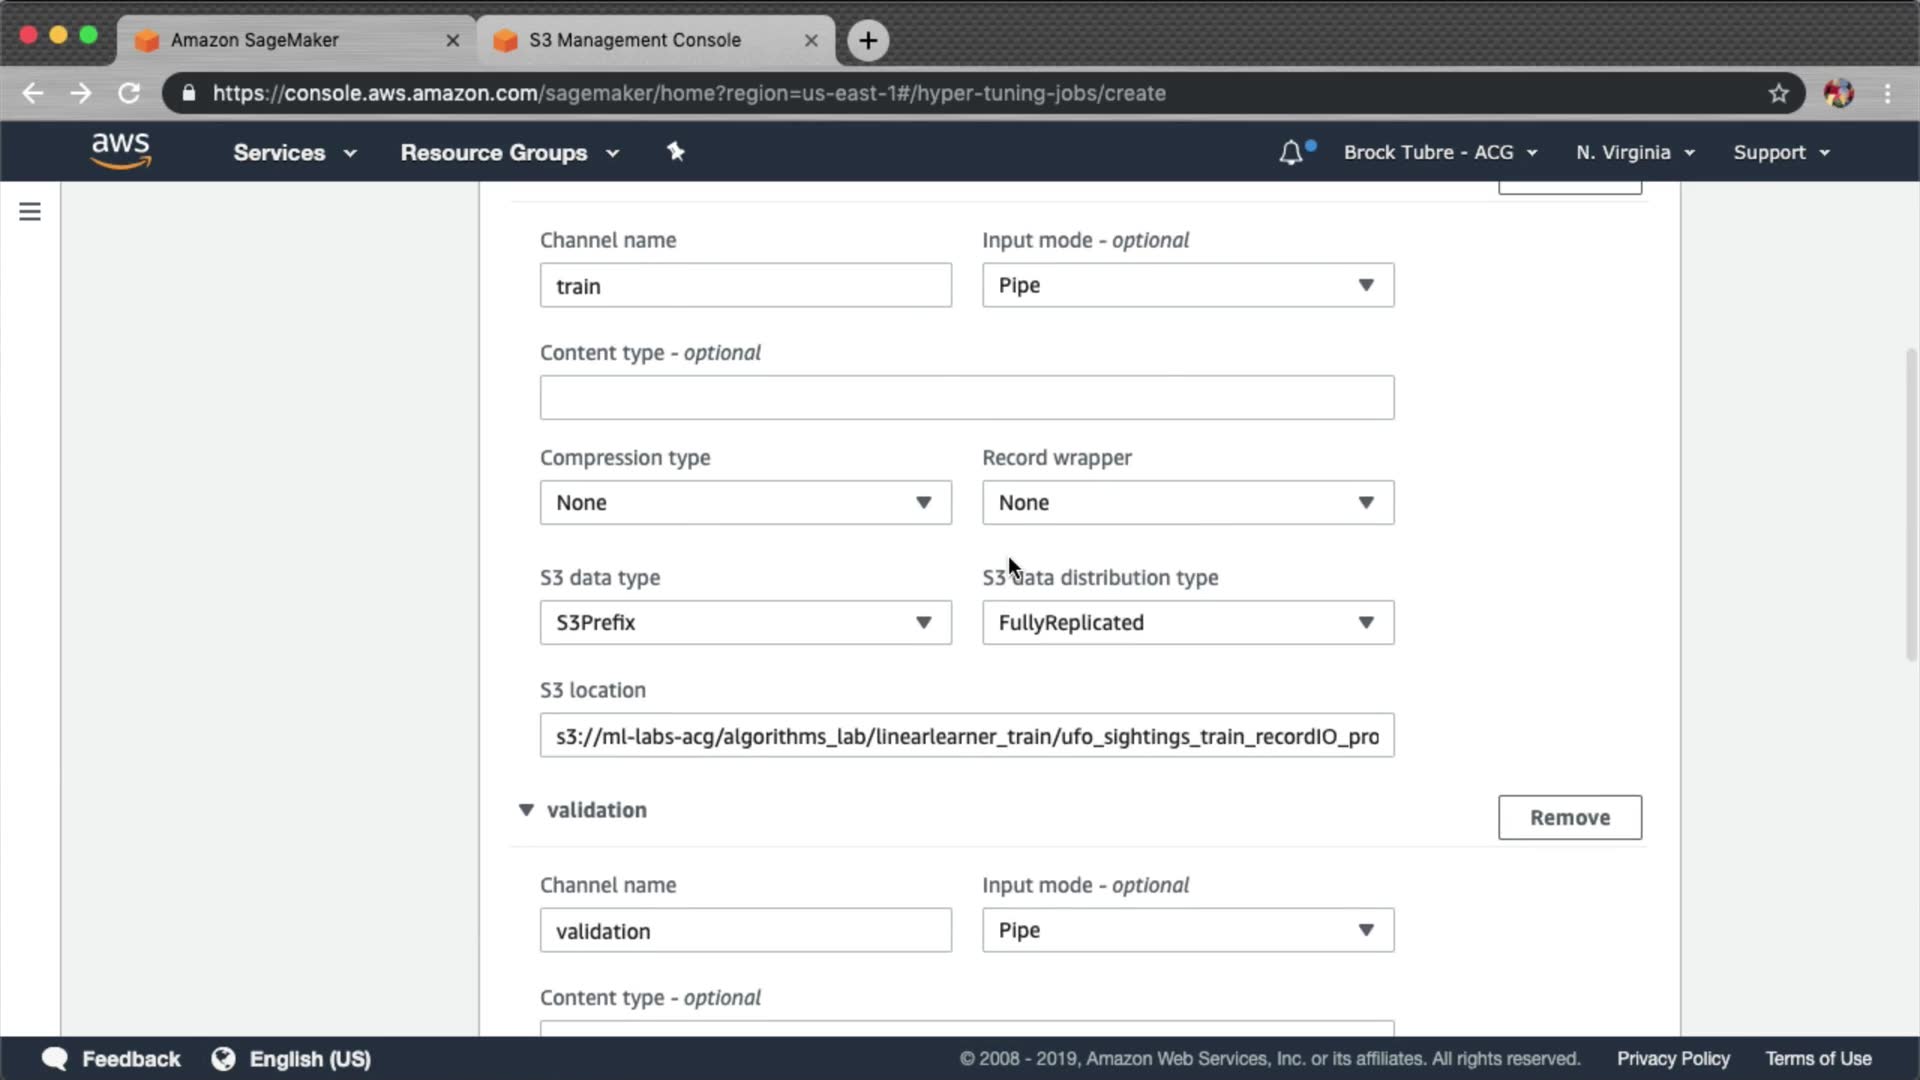 Amazon SageMaker
S3 Management Console
https://console.aws.amazon.com/sagemaker/home?region=us-east-1#/hyper-tuning-jobs/create
aws
Services
Resource Groups
Brock Tubre - ACG
N. Virginia
Support
Channel name
Input mode - optional
train
Pipe
Content type - optional
Compression type
Record wrapper
None
None
S3 data type
S3 data distribution type
S3Prefix
FullyReplicated
S3 location
s3://ml-labs-acg/algorithms_lab/linearlearner_train/ufo_sightings_train_recordIO_pro
validation
Remove
Channel name
Input mode - optional
validation
Pipe
Content type - optional
Feedback
English (US)
© 2008 - 2019, Amazon Web Services, Inc. or its affiliates. All rights reserved.
Privacy Policy
Terms of Use